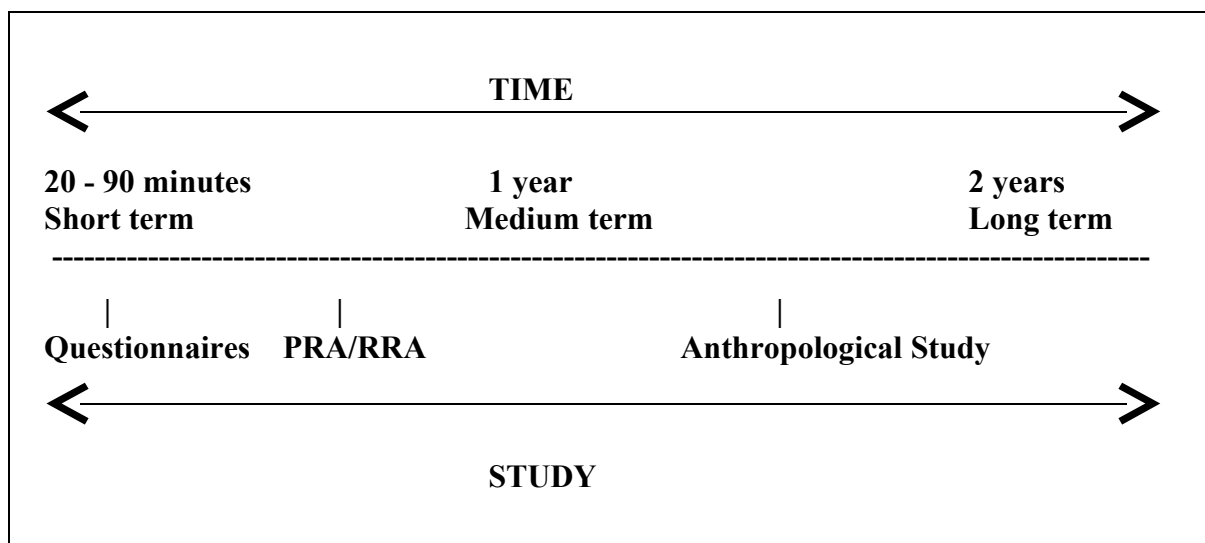 TIME
20 - 90 minutes 1 year 2 years
Short term Medium term Long term
---------------------------------------------------------------------------------------------------
| | |
Questionnaires PRA/RRA Anthropological Study
STUDY